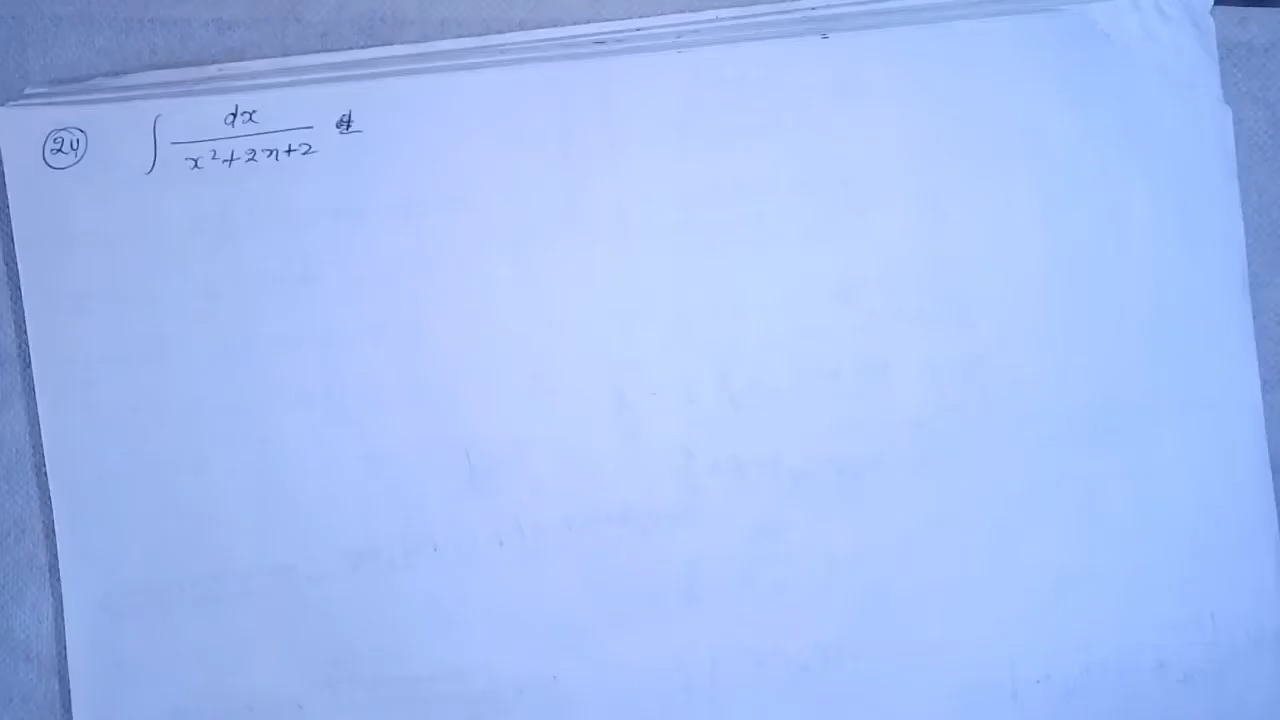 24 ∫ dx / x²+2x+2